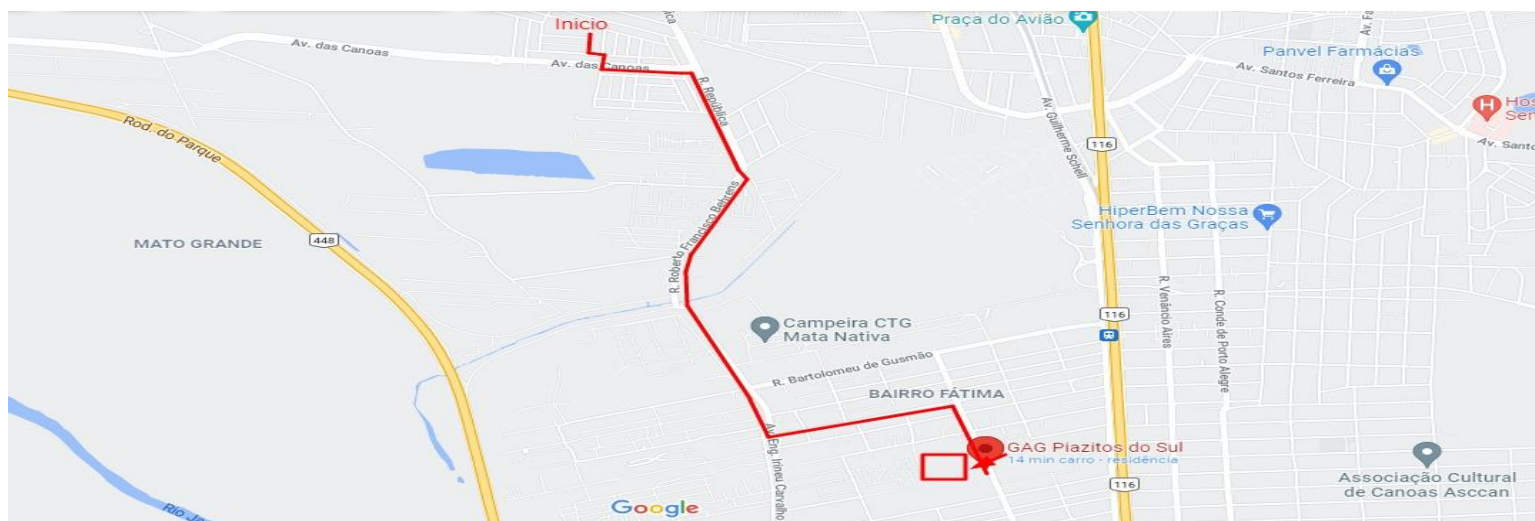 Inicio
Av. das Canoas
Av. das Canoas
Rod. do Parque
448
MATO GRANDE
R. República
R. Roberto Francisco Behrens
Campeira CTG
Mata Nativa
R. Bartolomeu de Gusmão
BAIRRO FÁTIMA
Av. Eng. Irineu Carvalho
GAG Piazitos do Sul
14 min carro - residência
Google
Praça do Avião
Av. Guilherme Schell
116
116
116
Panvel Farmácias
Av. Santos Ferreira
H
HiperBem Nossa
Senhora das Graças
R. Venâncio Aires
R. Conde de Porto Alegre
Associação Cultural
de Canoas Asccan